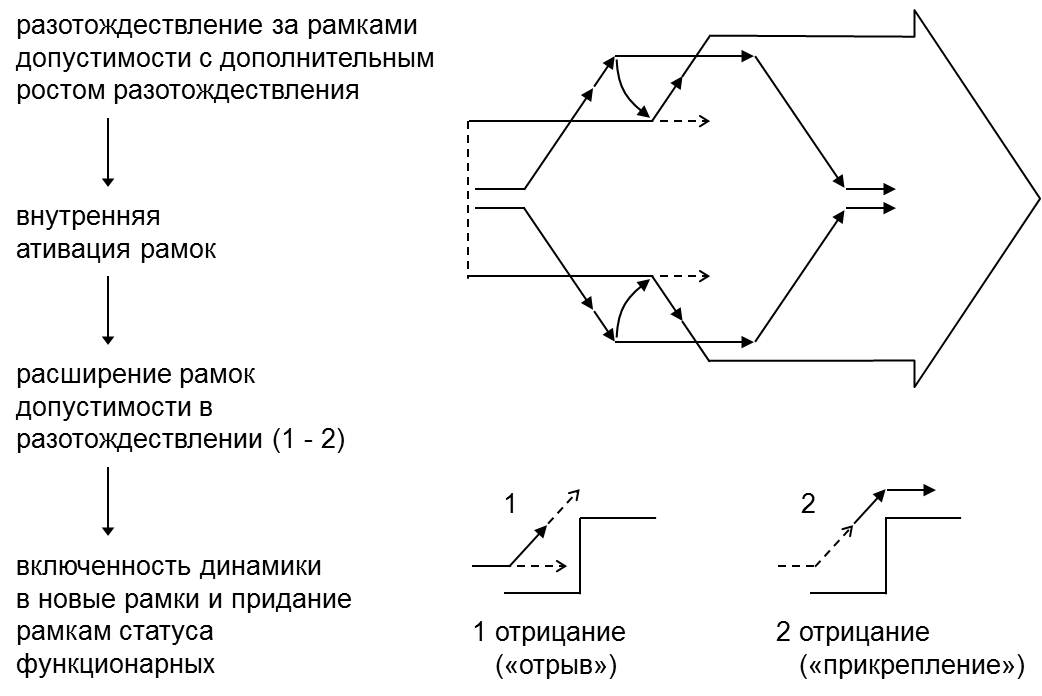 разотождествление за рамками
допустимости с дополнительным
ростом разотождествления
внутренняя
ативация рамок
расширение рамок
допустимости в
разотождествлении (1 - 2)
включенность динамики
в новые рамки и придание
рамкам статуса
функционарных
1
2
1 отрицание
(«отрыв»)
2 отрицание
(«прикрепление»)